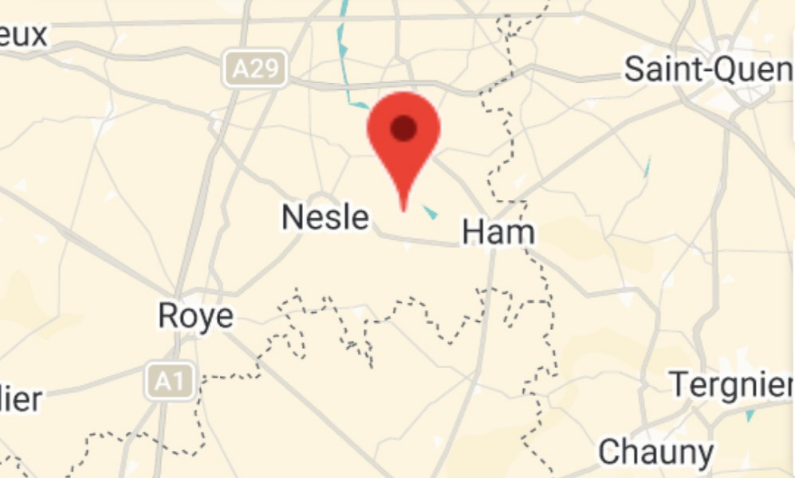 eux
A29
Saint-Quen
Nesle
Ham
Roye
A1
lier
Tergnier
Chauny